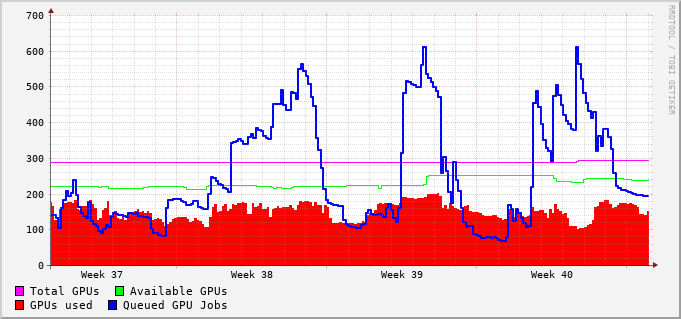 700
600
500
400
300
200
100
0
Week 37 Week 38 Week 39 Week 40
Total GPUs Available GPUs
GPUs used Queued GPU Jobs
RRDTOOL / TOBI OETIKER